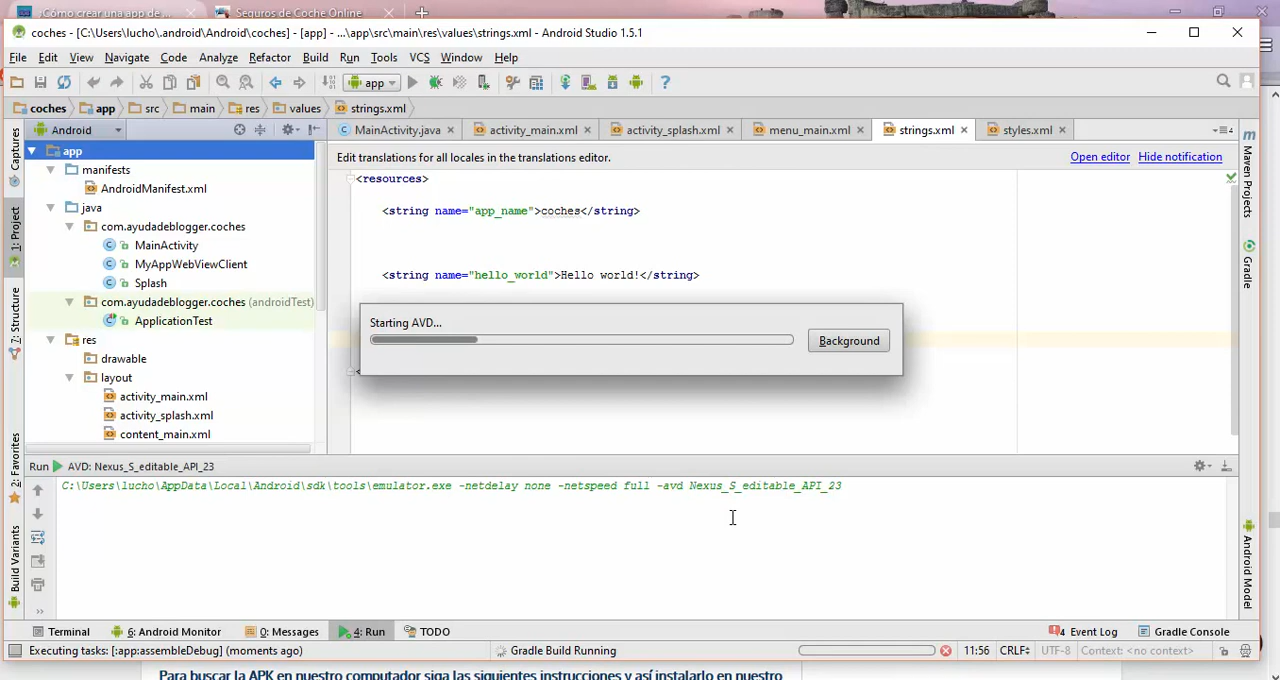 ¿Cómo crear una app de
Seguros de Coche Online
coches - [C:\Users\lucho\.android\Android\coches] - [app] - ...\app\src\main\res\values\strings.xml - Android Studio 1.5.1
File Edit View Navigate Code Analyze Refactor Build Run Tools VCS Window Help
app
coches app src main res values strings.xml
Android
MainActivity.java activity_main.xml activity_splash.xml menu_main.xml strings.xml styles.xml
Captures
1: Project
7: Structure
2: Favorites
Build Variants
app
manifests
AndroidManifest.xml
java
com.ayudadeblogger.coches
MainActivity
MyAppWebViewClient
Splash
com.ayudadeblogger.coches (androidTest)
ApplicationTest
res
drawable
layout
activity_main.xml
activity_splash.xml
content_main.xml
Edit translations for all locales in the translations editor. Open editor Hide notification
<resources>
<string name="app_name">coches</string>
<string name="hello_world">Hello world!</string>
Starting AVD...
Background
Maven Projects
Gradle
Android Model
Run AVD: Nexus_S_editable_API_23
C:\Users\lucho\AppData\Local\Android\sdk\tools\emulator.exe -netdelay none -netspeed full -avd Nexus_S_editable_API_23
Terminal 6: Android Monitor 0: Messages 4: Run TODO Event Log Gradle Console
Executing tasks: [:app:assembleDebug] (moments ago) Gradle Build Running 11:56 CRLF UTF-8 Context: <no context>
Para buscar la APK en nuestro computador siga las siguientes instrucciones y así instalarlo en nuestro